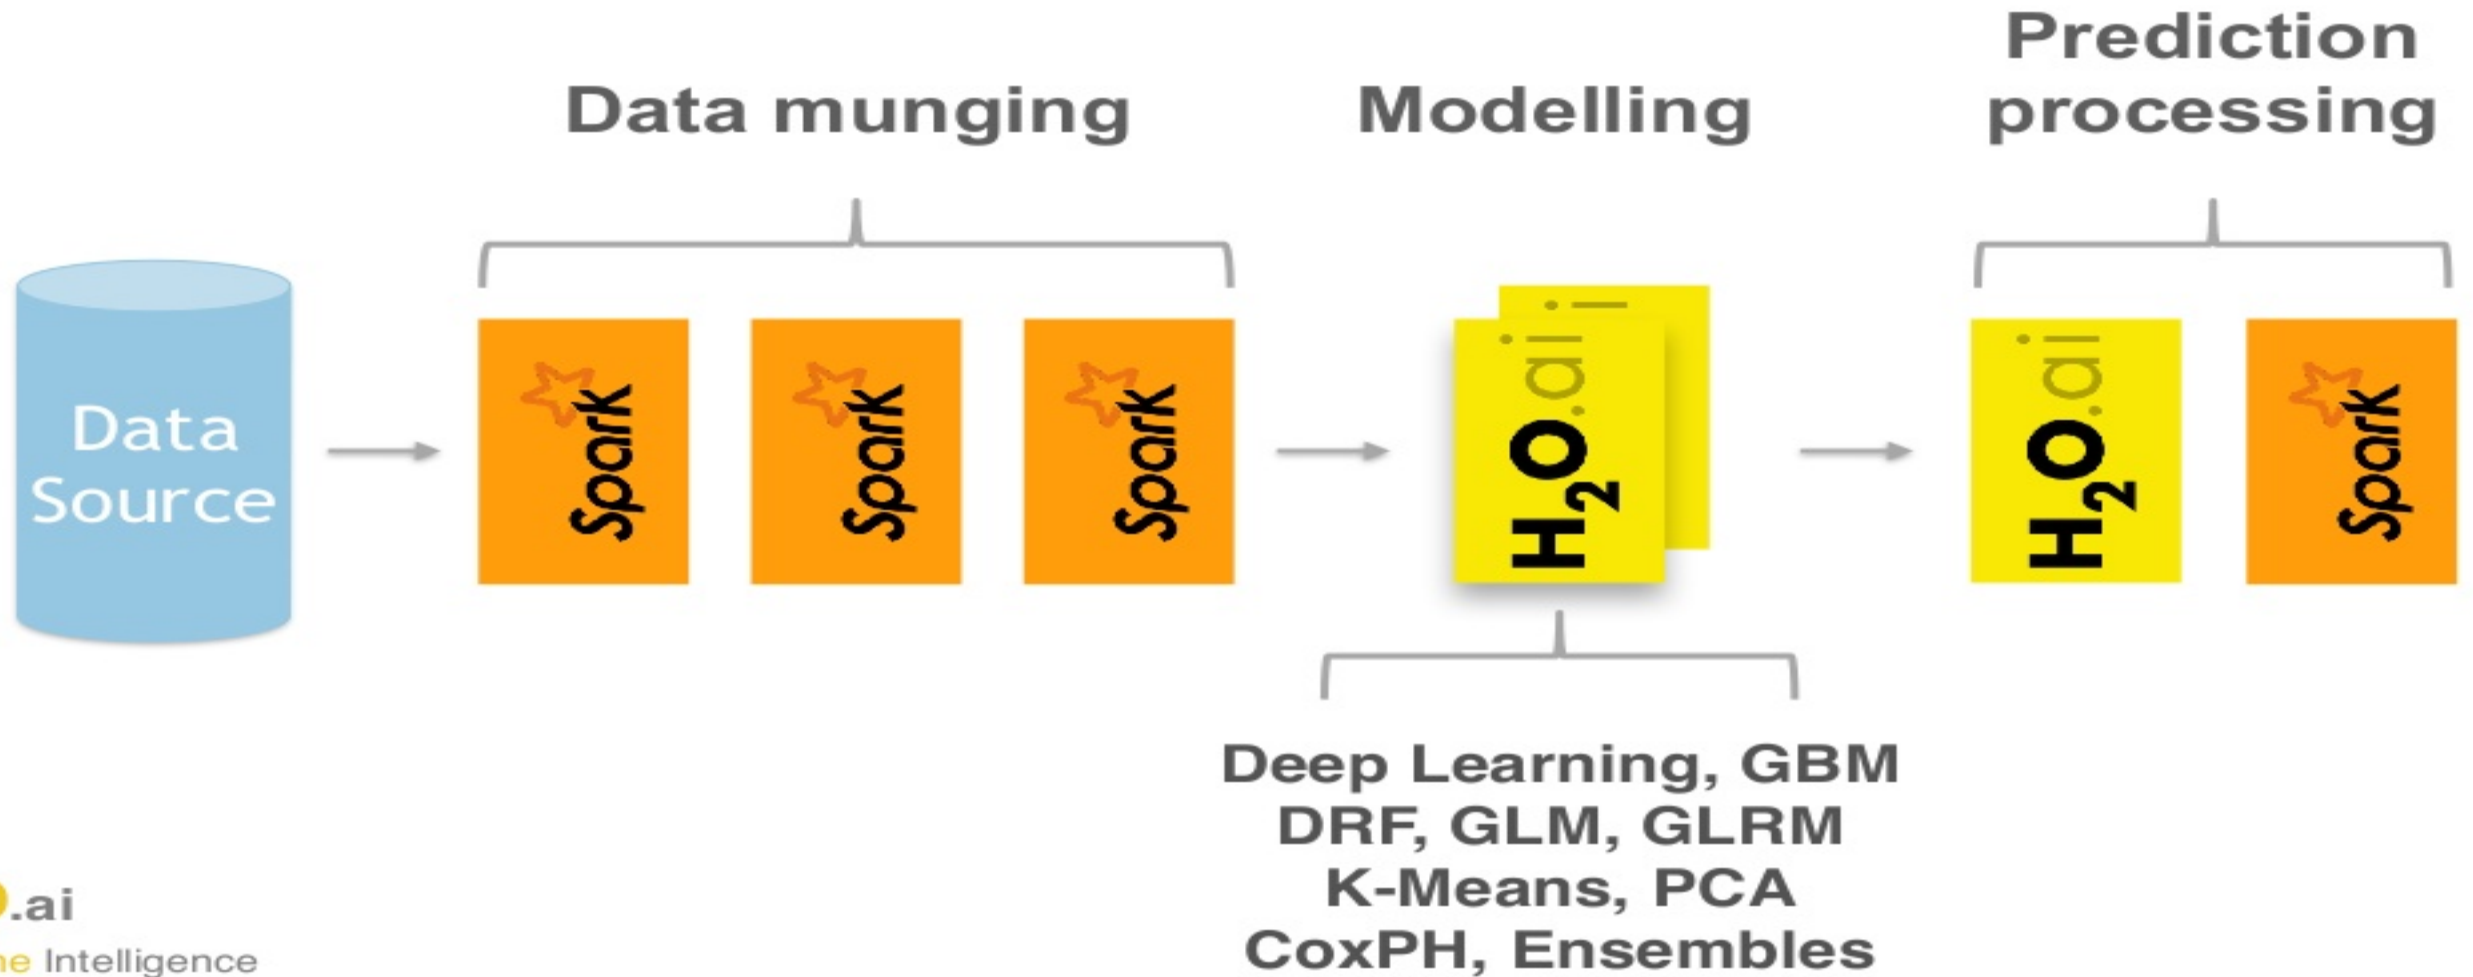 Prediction
processing
Data munging
Modelling
Data
Source
Spark
Spark
Spark
H2O.ai
i
H2O.ai
Spark
Deep Learning, GBM
DRF, GLM, GLRM
K-Means, PCA
CoxPH, Ensembles
.ai
Intelligence